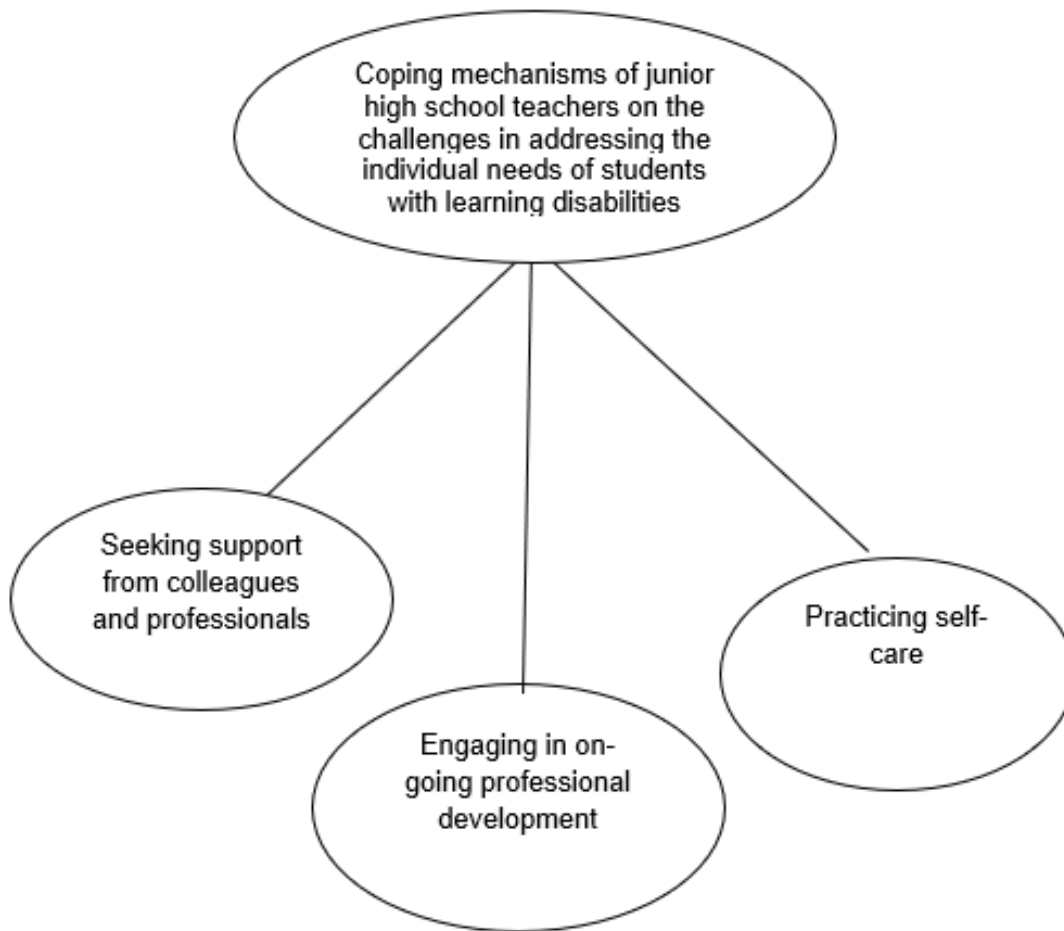 Coping mechanisms of junior
high school teachers on the
challenges in addressing the
individual needs of students
with learning disabilities
Seeking support
from colleagues
and professionals
Practicing self-
care
Engaging in on-
going professional
development